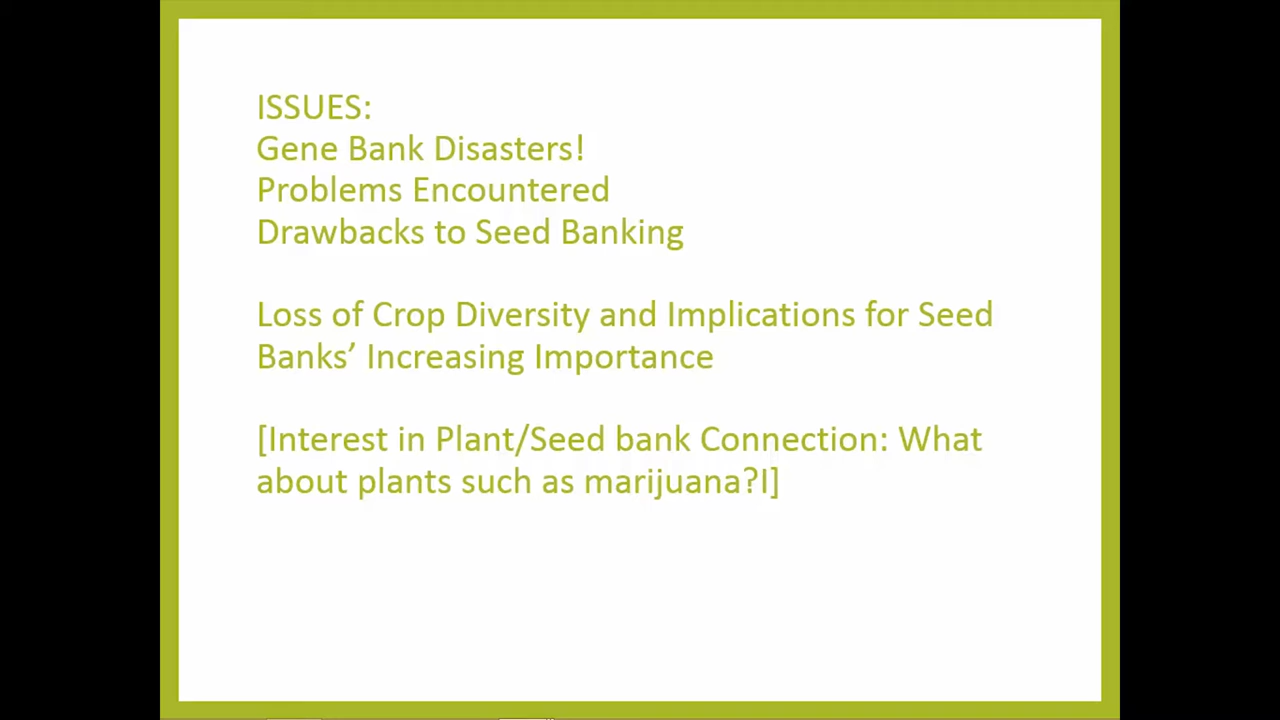 ISSUES:
Gene Bank Disasters!
Problems Encountered
Drawbacks to Seed Banking
Loss of Crop Diversity and Implications for Seed
Banks’ Increasing Importance
[Interest in Plant/Seed bank Connection: What
about plants such as marijuana?I]